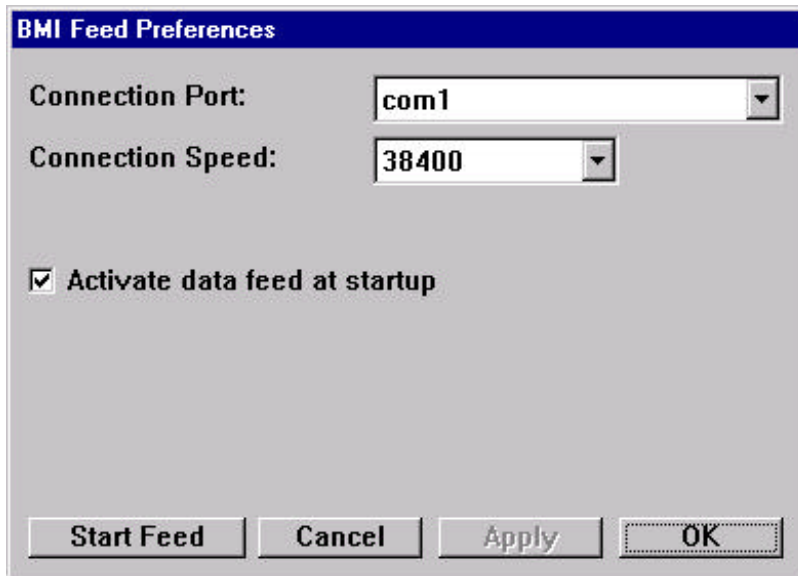 BMI Feed Preferences
Connection Port: com1
Connection Speed: 38400
Activate data feed at startup
Start Feed Cancel Apply OK